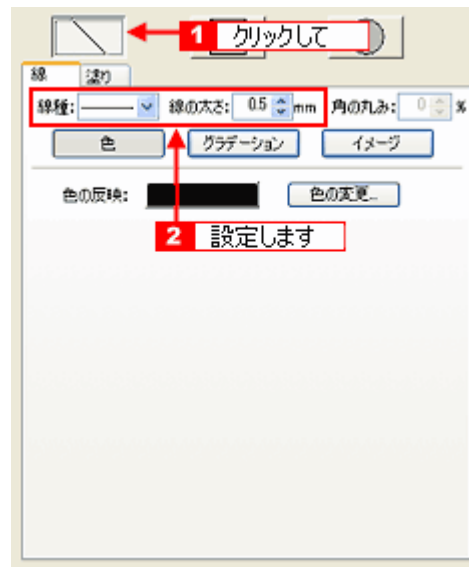 1 クリックして
線 塗り
線種: 線の太さ: 0.5 mm 角の丸み: 0 %
色 グラデーション イメージ
色の反映: 色の変更...
2 設定します